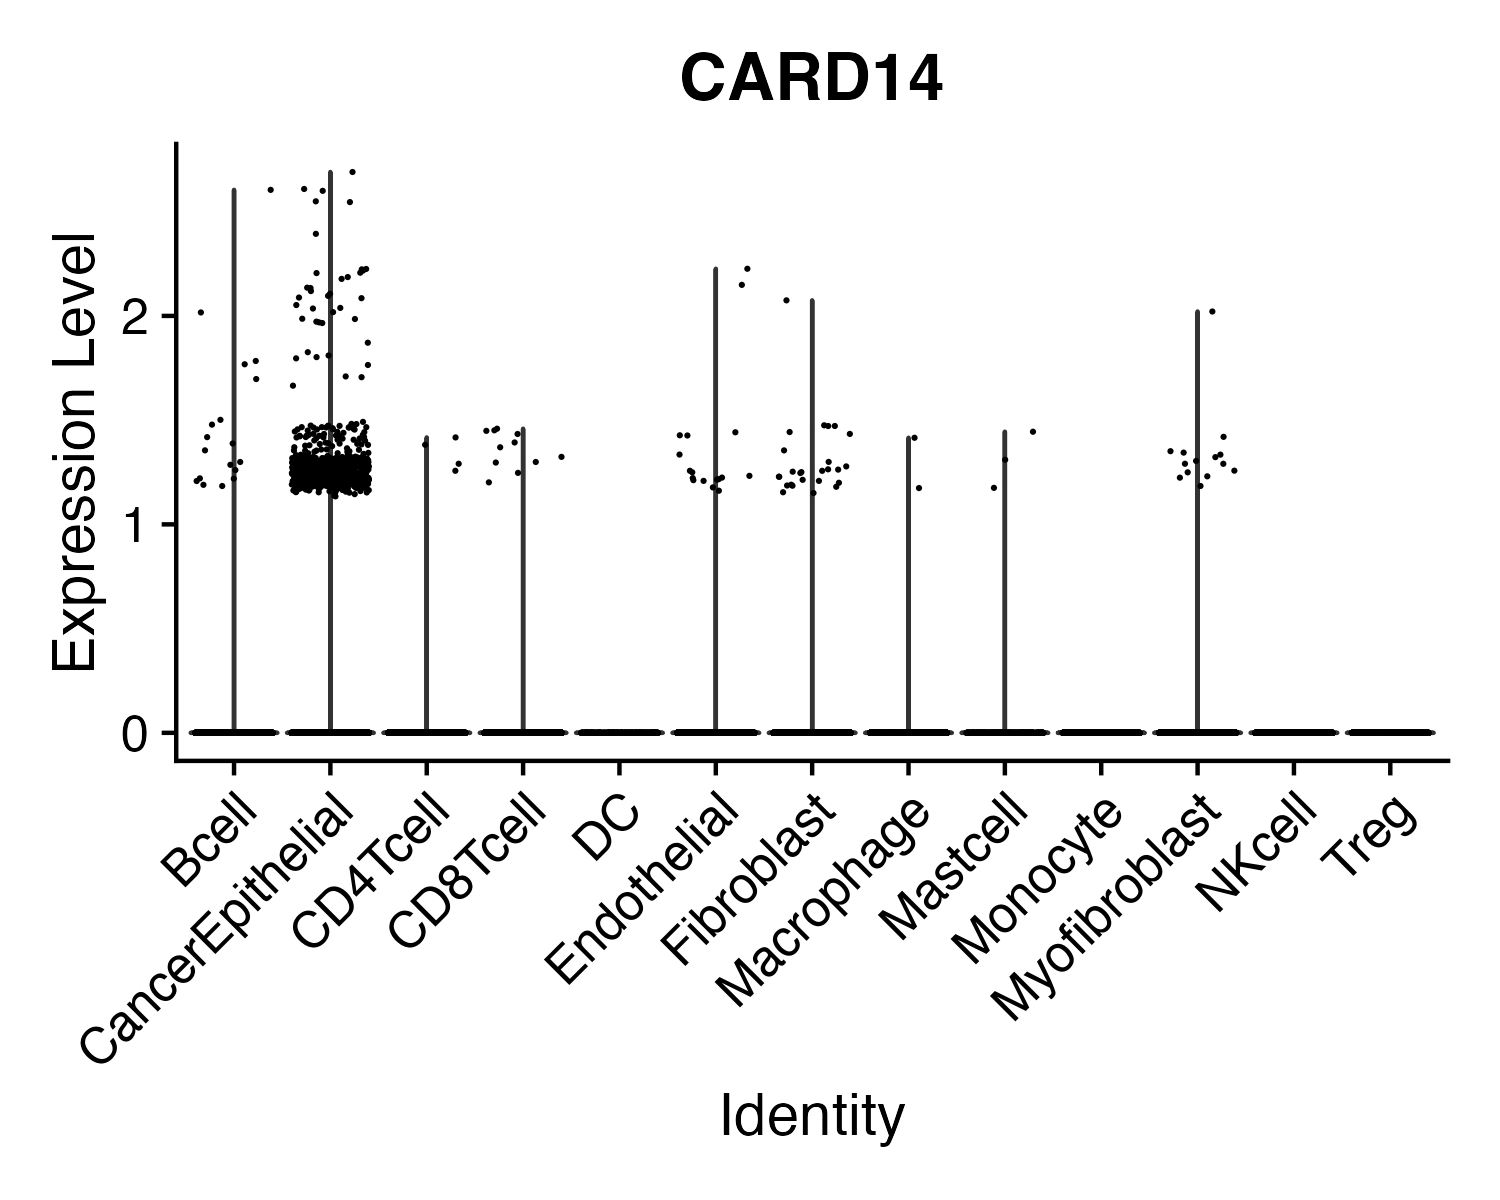 CARD14
Expression Level
2
1
0
Bcell
CancerEpithelial
CD4Tcell
CD8Tcell
DC
Endothelial
Fibroblast
Macrophage
Mastcell
Monocyte
Myofibroblast
NKcell
Treg
Identity